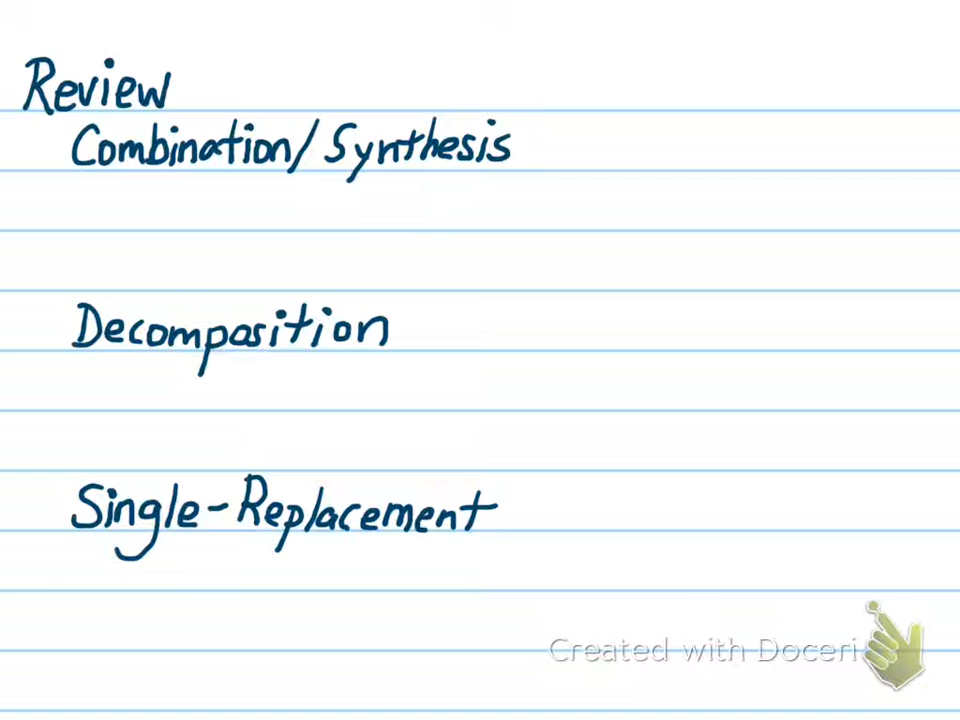 Review
Combination/Synthesis
Decomposition
Single-Replacement
Created with Doceri